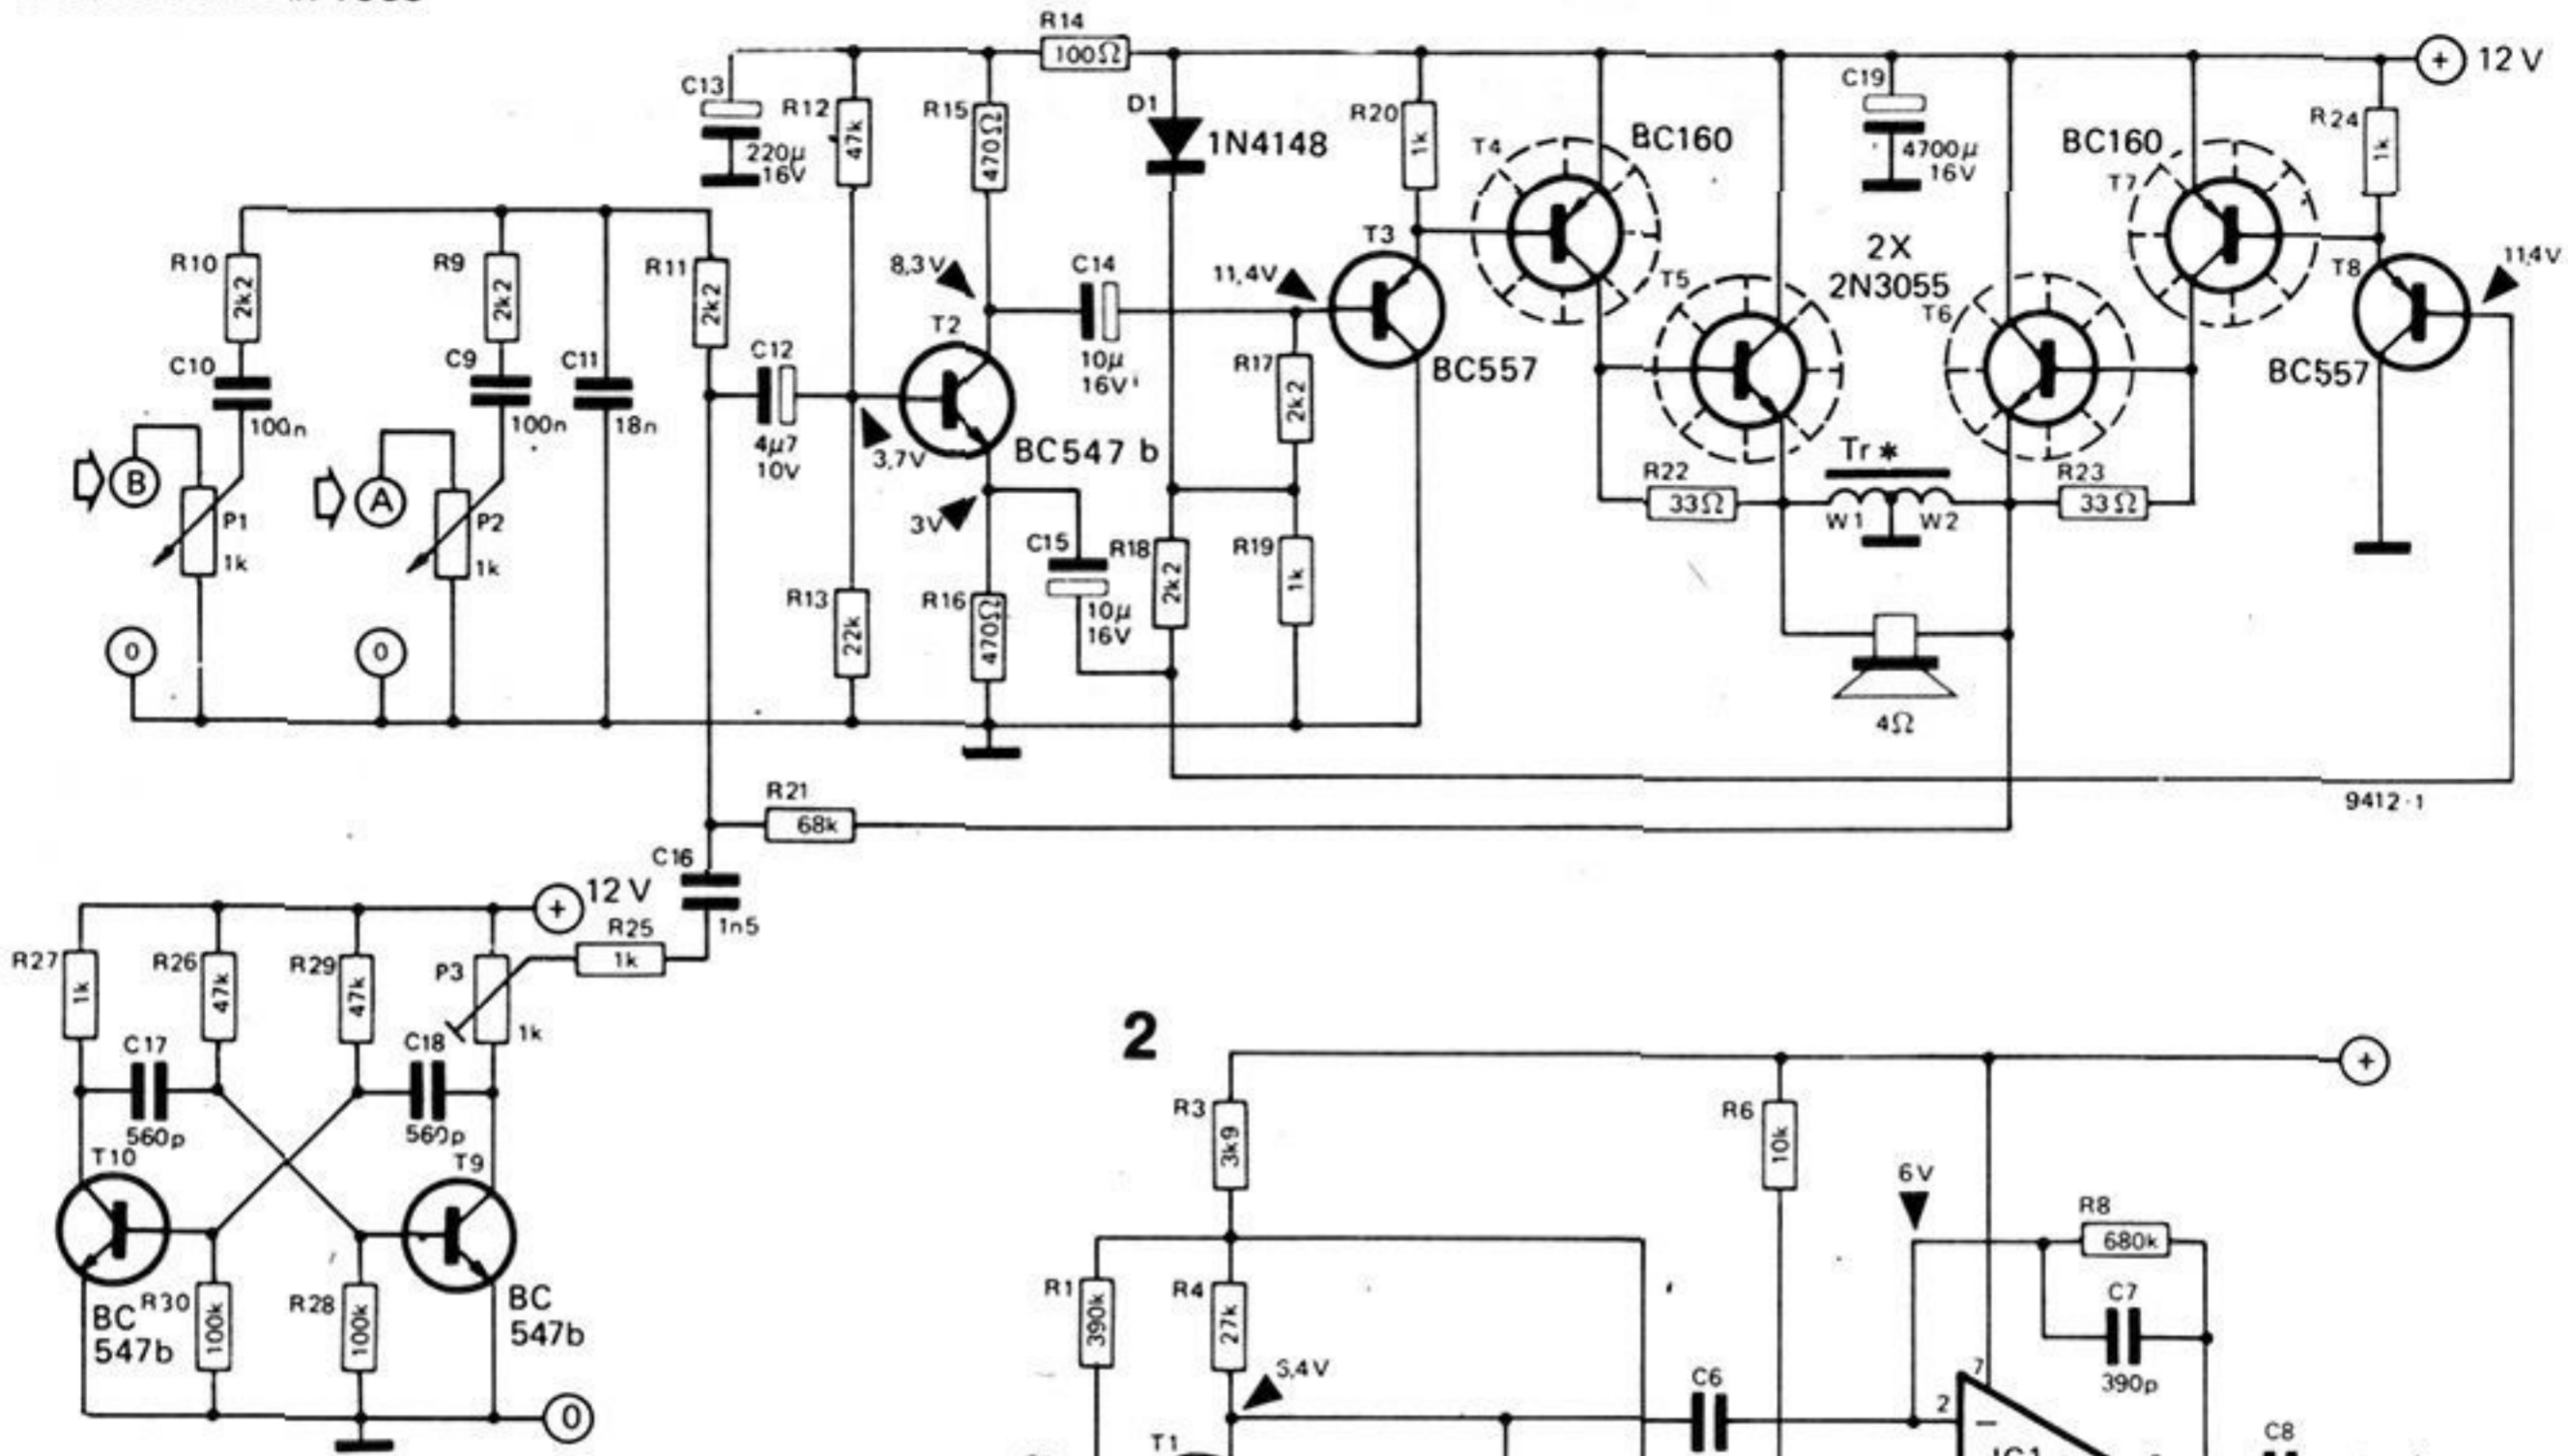 R14
100Ω
+ 12 V
C13
220µ
16V
R12
47k
R15
470Ω
D1
1N4148
R20
1k
T4
BC160
C19
4700µ
16V
BC160
T7
R24
1k
2X
2N3055
R10
2k2
R9
2k2
R11
2k2
8,3V
C14
10µ
16V
11,4V
T3
BC557
T5
T6
T8
11,4V
BC557
C10
100n
C9
100n
C11
18n
C12
4µ7
10V
3,7V
T2
BC547 b
R17
2k2
B
P1
1k
A
P2
1k
3V
Tr *
R22
33Ω
W1 W2
R23
33Ω
C15
10µ
16V
R18
2k2
R19
1k
R13
22k
R16
470Ω
0
0
4Ω
R21
68k
9412-1
C16
1n5
+ 12 V
R25
1k
R27
1k
R26
47k
R29
47k
P3
1k
C17
560p
C18
560p
T10
T9
BC
547b
R30
100k
R28
100k
BC
547b
0
2
+
R3
3k9
R6
10k
6V
R8
680k
R1
390k
R4
27k
C7
390p
C6
7
2
−
T1
C8